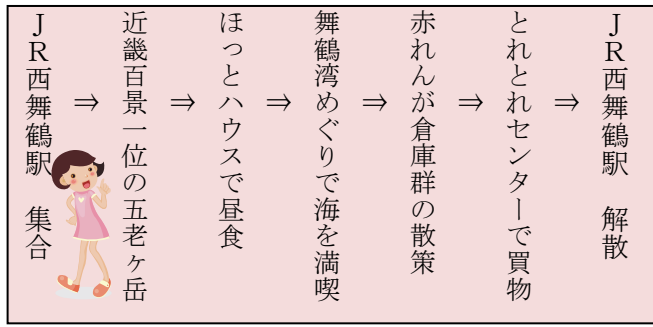 JR西舞鶴駅 集合
⇒
近畿百景一位の五老ヶ岳
⇒
ほっとハウスで昼食
⇒
舞鶴湾めぐりで海を満喫
⇒
赤れんが倉庫群の散策
⇒
とれとれセンターで買物
⇒
JR西舞鶴駅 解散